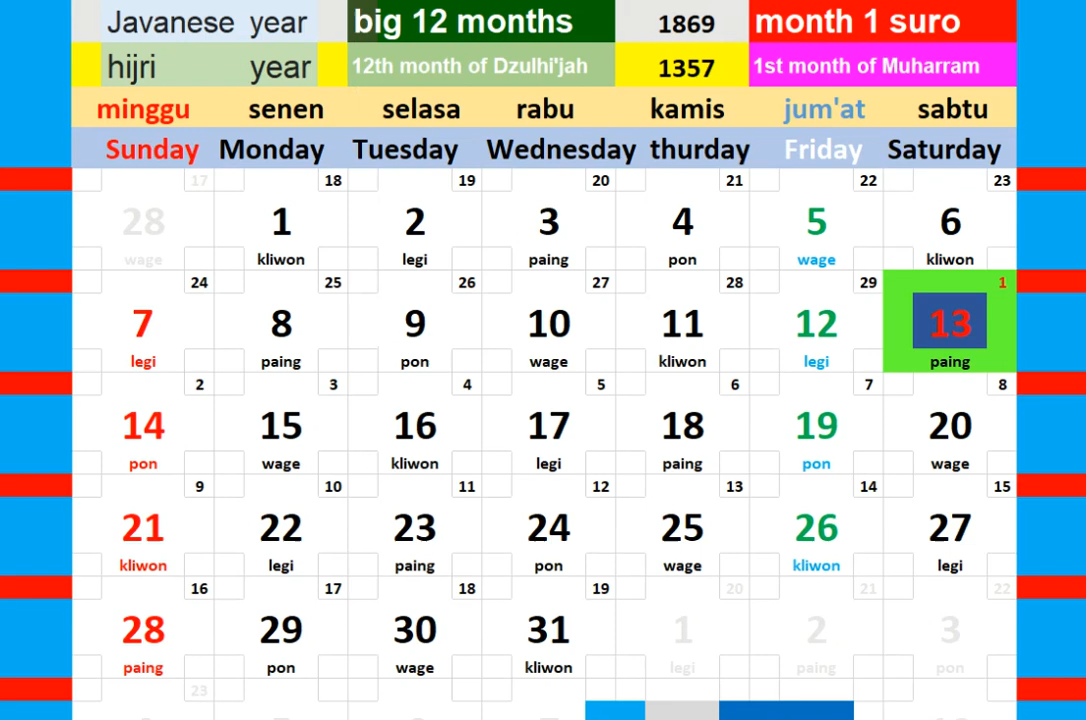 Javanese year big 12 months 1869 month 1 suro
hijri year 12th month of Dzulhi'jah 1357 1st month of Muharram
minggu senen selasa rabu kamis jum'at sabtu
Sunday Monday Tuesday Wednesday thurday Friday Saturday
17 18 19 20 21 22 23
28 1 2 3 4 5 6
wage kliwon legi paing pon wage kliwon
24 25 26 27 28 29 1
7 8 9 10 11 12 13
legi paing pon wage kliwon legi paing
2 3 4 5 6 7 8
14 15 16 17 18 19 20
pon wage kliwon legi paing pon wage
9 10 11 12 13 14 15
21 22 23 24 25 26 27
kliwon legi paing pon wage kliwon legi
16 17 18 19 20 21 22
28 29 30 31 1 2 3
paing pon wage kliwon legi paing pon
23